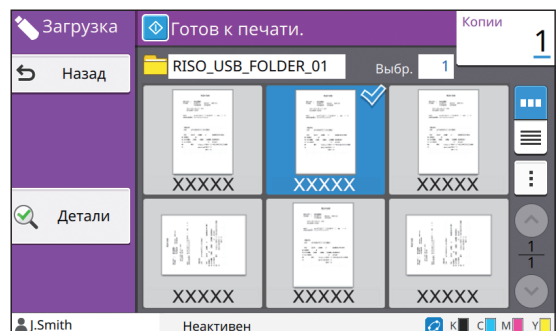 Загрузка
Готов к печати.
Копии
1
Назад
RISO_USB_FOLDER_01
Выбр. 1
XXXXX
XXXXX
XXXXX
Детали
1
1
XXXXX
XXXXX
XXXXX
J.Smith
Неактивен
K C M Y